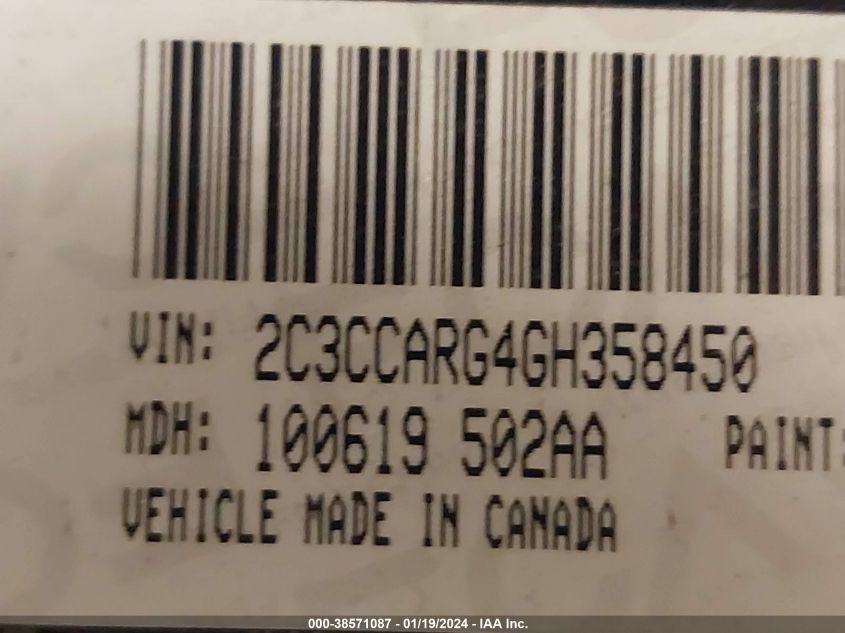 VIN: 2C3CCARG4GH358450
MDH: 100619 502AA PAINT:
VEHICLE MADE IN CANADA
000-38571087 - 01/19/2024 - IAA Inc.